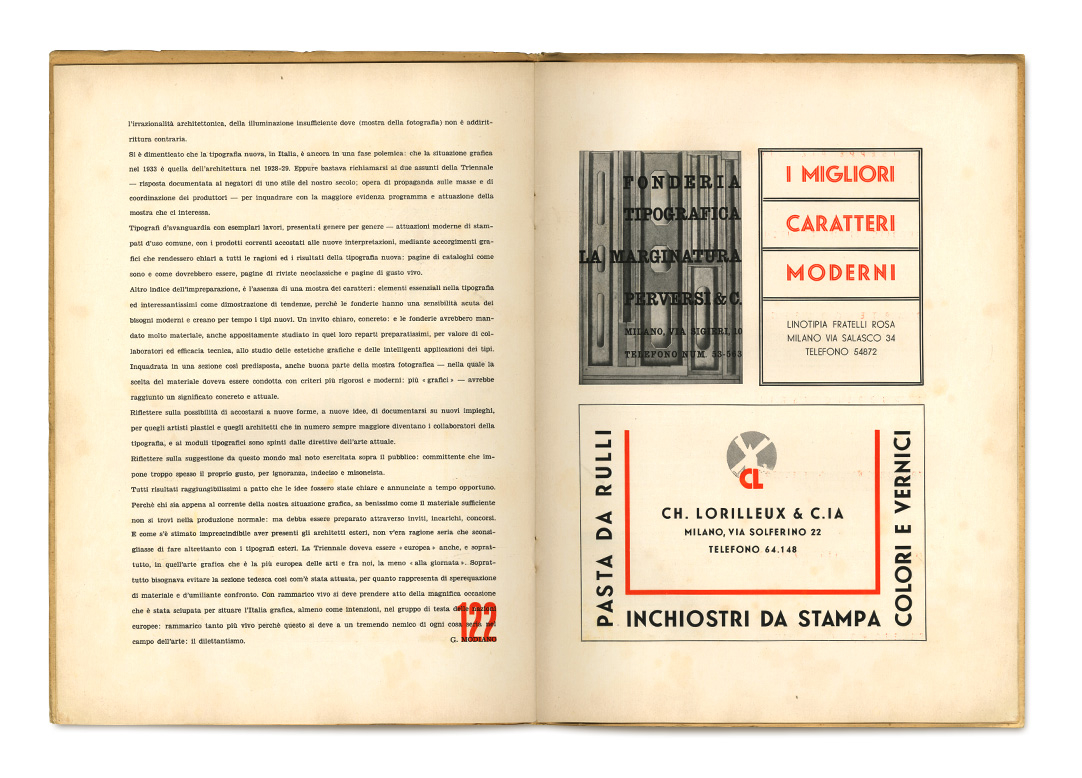 l'irrazionalità architettonica, della illuminazione insufficiente dove (mostra della fotografia) non è addirit-
rittura contraria.
Si è dimenticato che la tipografia nuova, in Italia, è ancora in una fase polemica: che la situazione grafica
nel 1933 è quella dell'architettura nel 1928-29. Eppure bastava richiamarsi ai due assunti della Triennale
— risposta documentata ai negatori di uno stile del nostro secolo; opera di propaganda sulle masse e di
coordinazione dei produttori — per inquadrare con la maggiore evidenza programma e attuazione della
mostra che ci interessa.
Tipografi d'avanguardia con esemplari lavori, presentati genere per genere — attuazioni moderne di stam-
pati d'uso comune, con i prodotti correnti accostati alle nuove interpretazioni, mediante accorgimenti gra-
fici che rendessero chiari a tutti le ragioni ed i risultati della tipografia nuova: pagine di cataloghi come
sono e come dovrebbero essere, pagine di riviste neoclassiche e pagine di gusto vivo.
Altro indice dell'impreparazione, è l'assenza di una mostra dei caratteri: elementi essenziali nella tipografia
ed interessantissimi come dimostrazione di tendenze, perchè le fonderie hanno una sensibilità acuta dei
bisogni moderni e creano per tempo i tipi nuovi. Un invito chiaro, concreto: e le fonderie avrebbero man-
dato molto materiale, anche appositamente studiato in quei loro reparti preparatissimi, per valore di col-
laboratori ed efficacia tecnica, allo studio delle estetiche grafiche e delle intelligenti applicazioni dei tipi.
Inquadrata in una sezione così predisposta, anche buona parte della mostra fotografica — nella quale la
scelta del materiale doveva essere condotta con criteri più rigorosi e moderni: più «grafici» — avrebbe
raggiunto un significato concreto e attuale.
Riflettere sulla possibilità di accostarsi a nuove forme, a nuove idee, di documentarsi su nuovi impieghi,
per quegli artisti plastici e quegli architetti che in numero sempre maggiore diventano i collaboratori della
tipografia, e ai moduli tipografici sono spinti dalle direttive dell'arte attuale.
Riflettere sulla suggestione da questo mondo mal noto esercitata sopra il pubblico: committente che im-
pone troppo spesso il proprio gusto, per ignoranza, indeciso e misoneista.
Tutti risultati raggiungibilissimi a patto che le idee fossero state chiare e annunciate a tempo opportuno.
Perchè chi sia appena al corrente della nostra situazione grafica, sa benissimo come il materiale sufficiente
non si trovi nella produzione normale: ma debba essere preparato attraverso inviti, incarichi, concorsi.
E come s'è stimato imprescindibile aver presenti gli architetti esteri, non v'era ragione seria che sconsi-
gliasse di fare altrettanto con i tipografi esteri. La Triennale doveva essere «europea» anche, e soprat-
tutto, in quell'arte grafica che è la più europea delle arti e fra noi, la meno «alla giornata». Soprat-
tutto bisognava evitare la sezione tedesca così com'è stata attuata, per quanto rappresenta di sperequazione
di materiale e d'umiliante confronto. Con rammarico vivo si deve prendere atto della magnifica occasione
che è stata sciupata per situare l'Italia grafica, almeno come intenzioni, nel gruppo di testa delle nazioni
europee: rammarico tanto più vivo perchè questo si deve a un tremendo nemico di ogni cosa seria nel
campo dell'arte: il dilettantismo.
G. MODIANO
122
FONDERIA
TIPOGRAFICA
LA MARGINATURA
PERVERSI & C.
MILANO, VIA BIGIERI, 10
TELEFONO NUM. 53-563
I MIGLIORI
CARATTERI
MODERNI
LINOTIPIA FRATELLI ROSA
MILANO VIA SALASCO 34
TELEFONO 54872
PASTA DA RULLI
CL
CH. LORILLEUX & C.IA
MILANO, VIA SOLFERINO 22
TELEFONO 64.148
INCHIOSTRI DA STAMPA
COLORI E VERNICI